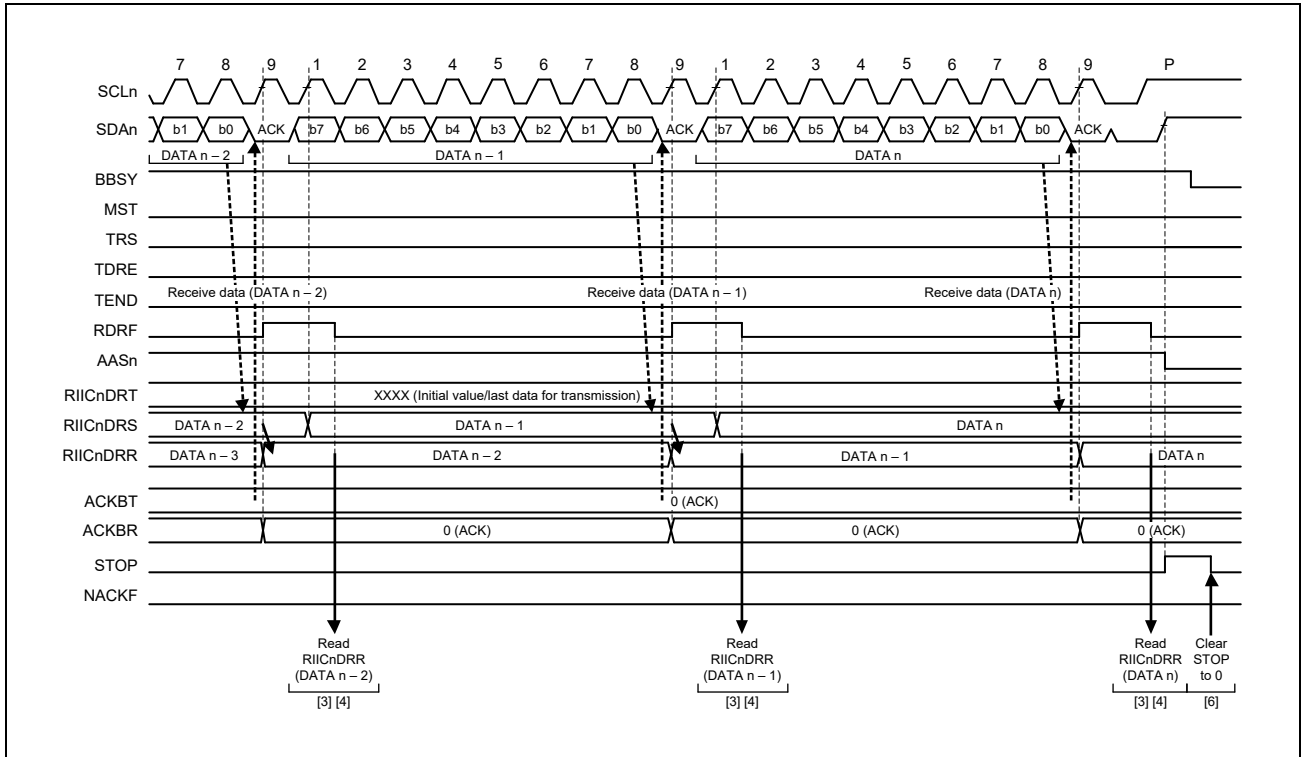 7 8 9 1 2 3 4 5 6 7 8 9 1 2 3 4 5 6 7 8 9 P
SCLn
SDAn b1 b0 ACK b7 b6 b5 b4 b3 b2 b1 b0 ACK b7 b6 b5 b4 b3 b2 b1 b0 ACK
DATA n – 2 DATA n – 1 DATA n
BBSY
MST
TRS
TDRE
Receive data (DATA n – 2) Receive data (DATA n – 1) Receive data (DATA n)
TEND
RDRF
AASn
RIICnDRT XXXX (Initial value/last data for transmission)
RIICnDRS DATA n – 2 DATA n – 1 DATA n
RIICnDRR DATA n – 3 DATA n – 2 DATA n – 1 DATA n
ACKBT 0 (ACK)
ACKBR 0 (ACK) 0 (ACK) 0 (ACK)
STOP
NACKF
Read Read Read Clear
RIICnDRR RIICnDRR RIICnDRR STOP
(DATA n – 2) (DATA n – 1) (DATA n) to 0
[3] [4] [3] [4] [3] [4] [6]